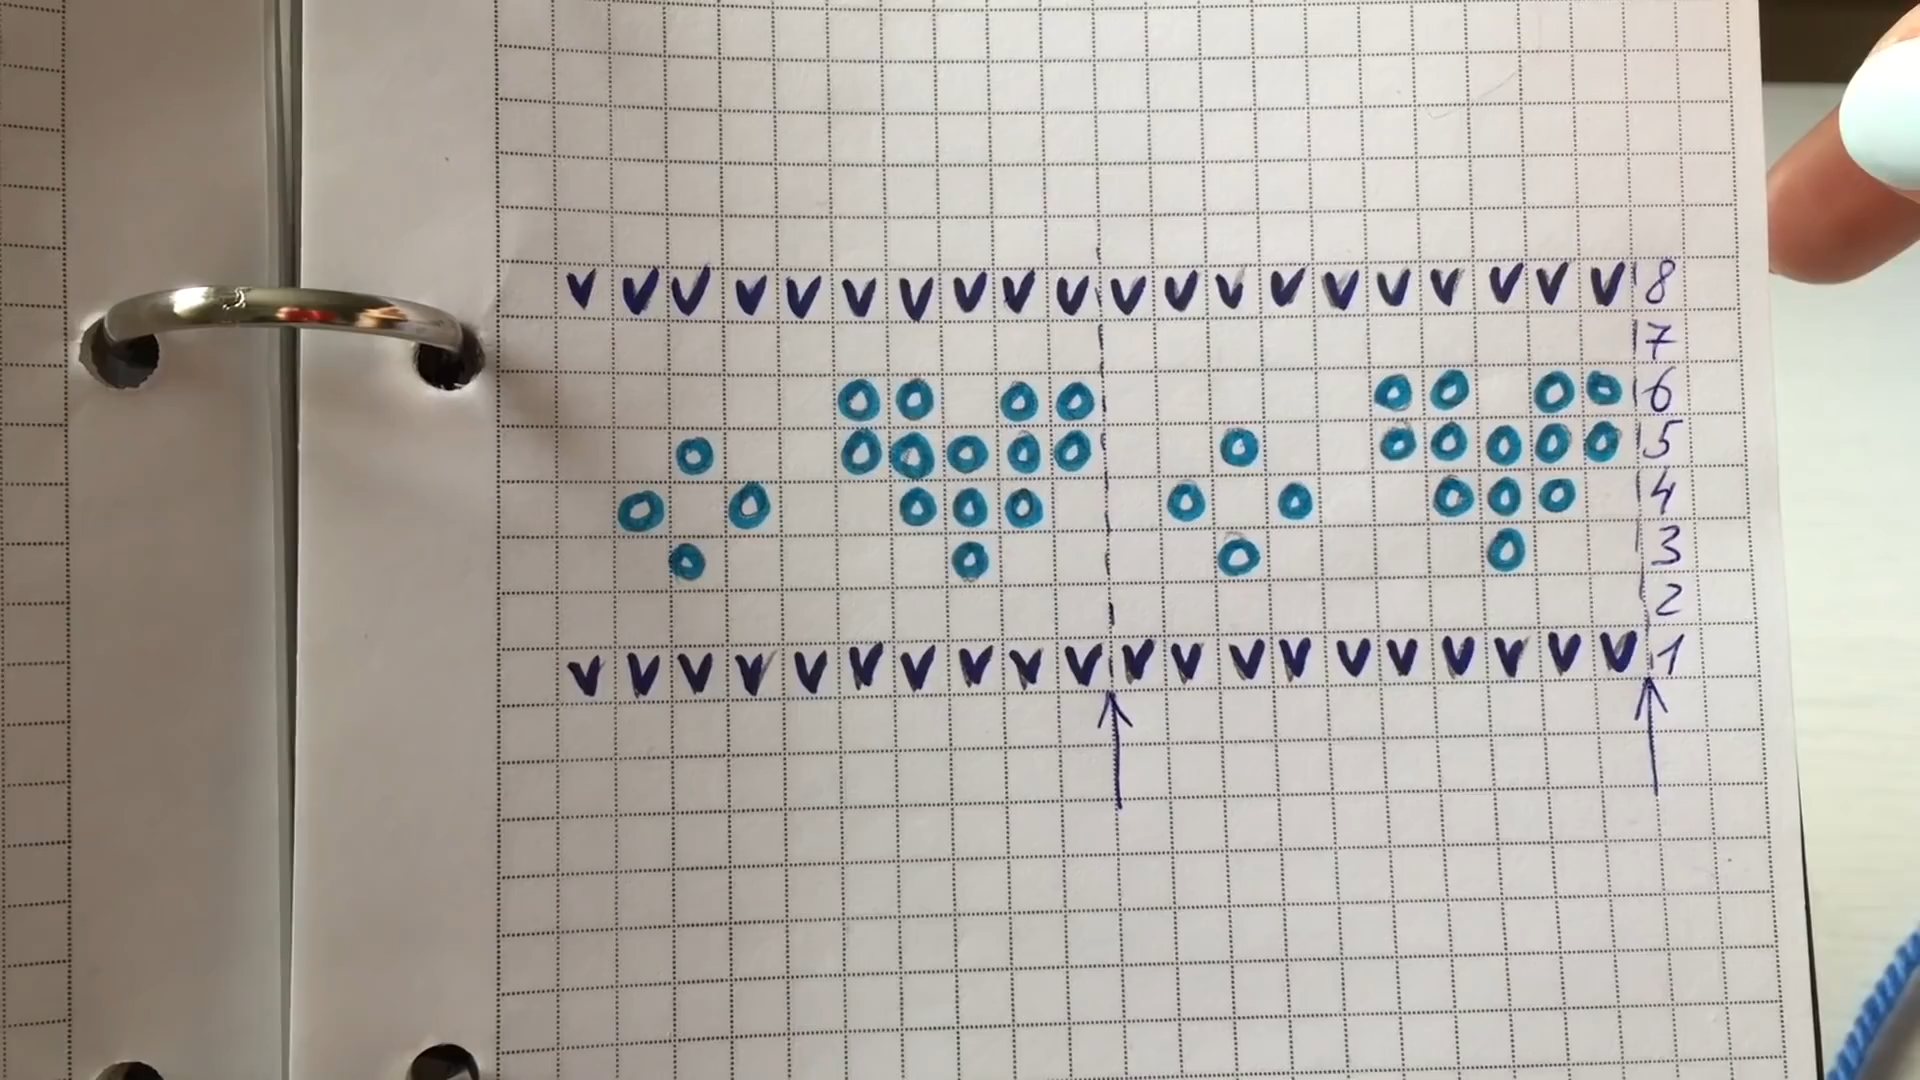 V V V V V V V V V V V V V V V V V V V V 8
7
O O O O O O O O 6
O O O O O O O O O O O O 5
O O O O O O O O O O 4
O O O O 3
2
V V V V V V V V V V V V V V V V V V V V 1